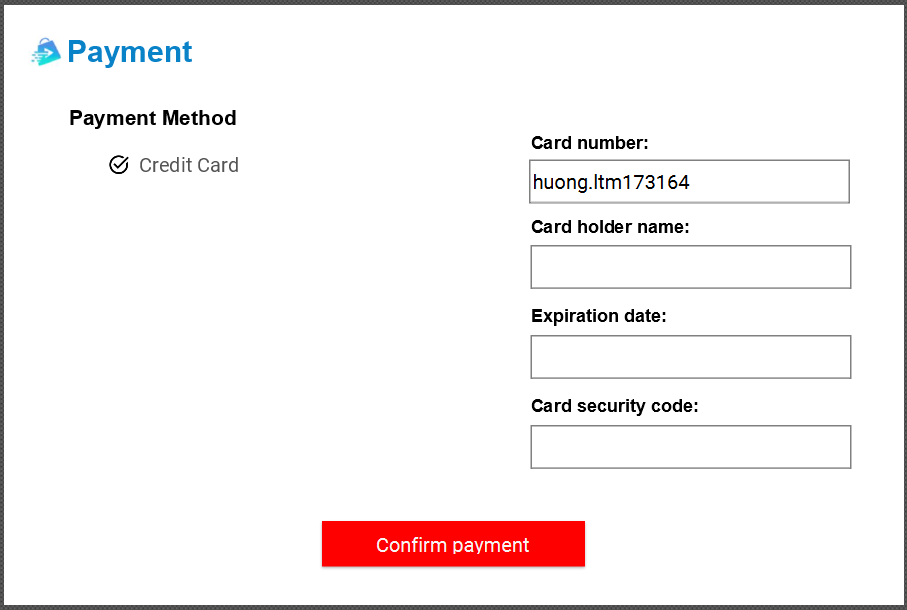 Payment
Payment Method
Credit Card
Card number:
huong.ltm173164
Card holder name:
Expiration date:
Card security code:
Confirm payment